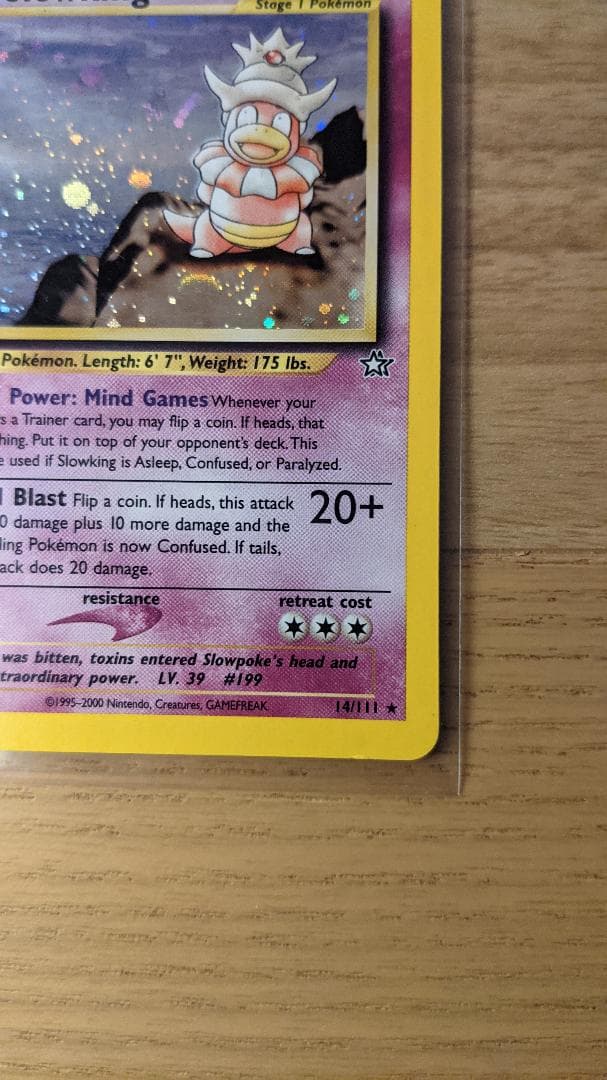 Slowking
Stage 1 Pokémon
Pokémon. Length: 6' 7", Weight: 175 lbs.
Power: Mind Games Whenever your
s a Trainer card, you may flip a coin. If heads, that
hing. Put it on top of your opponent's deck. This
e used if Slowking is Asleep, Confused, or Paralyzed.
Blast Flip a coin. If heads, this attack 20+
0 damage plus 10 more damage and the
ing Pokémon is now Confused. If tails,
ack does 20 damage.
resistance retreat cost
was bitten, toxins entered Slowpoke's head and
traordinary power. LV. 39 #199
©1995-2000 Nintendo, Creatures, GAMEFREAK. 14/111 ★